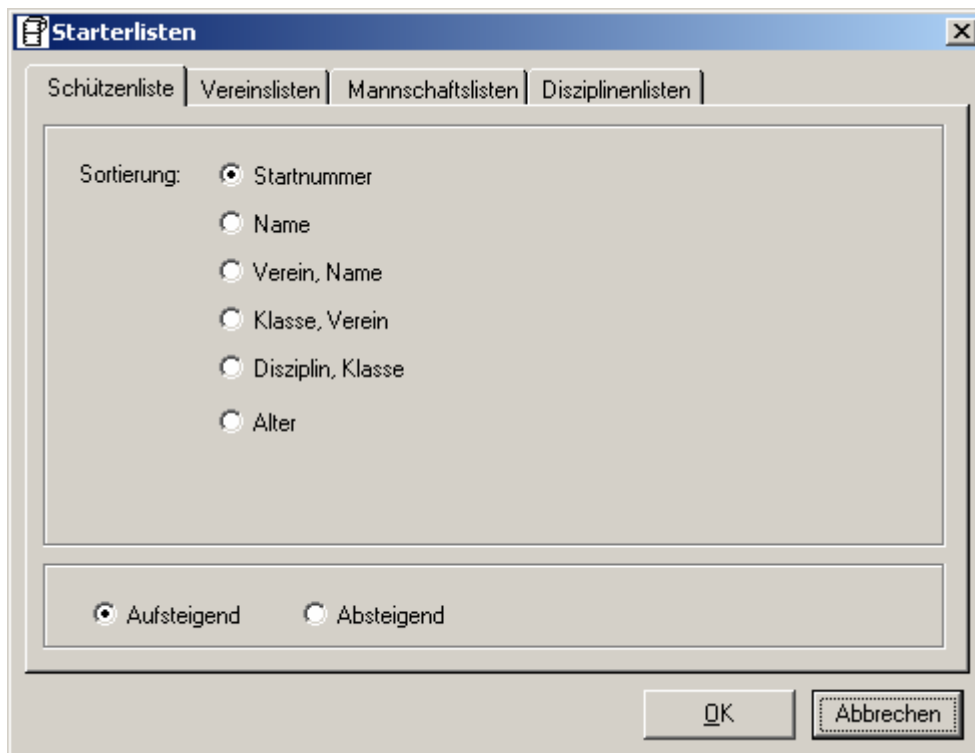 Starterlisten
Schützenliste Vereinslisten Mannschaftslisten Disziplinenlisten
Sortierung: Startnummer
Name
Verein, Name
Klasse, Verein
Disziplin, Klasse
Alter
Aufsteigend Absteigend
OK Abbrechen